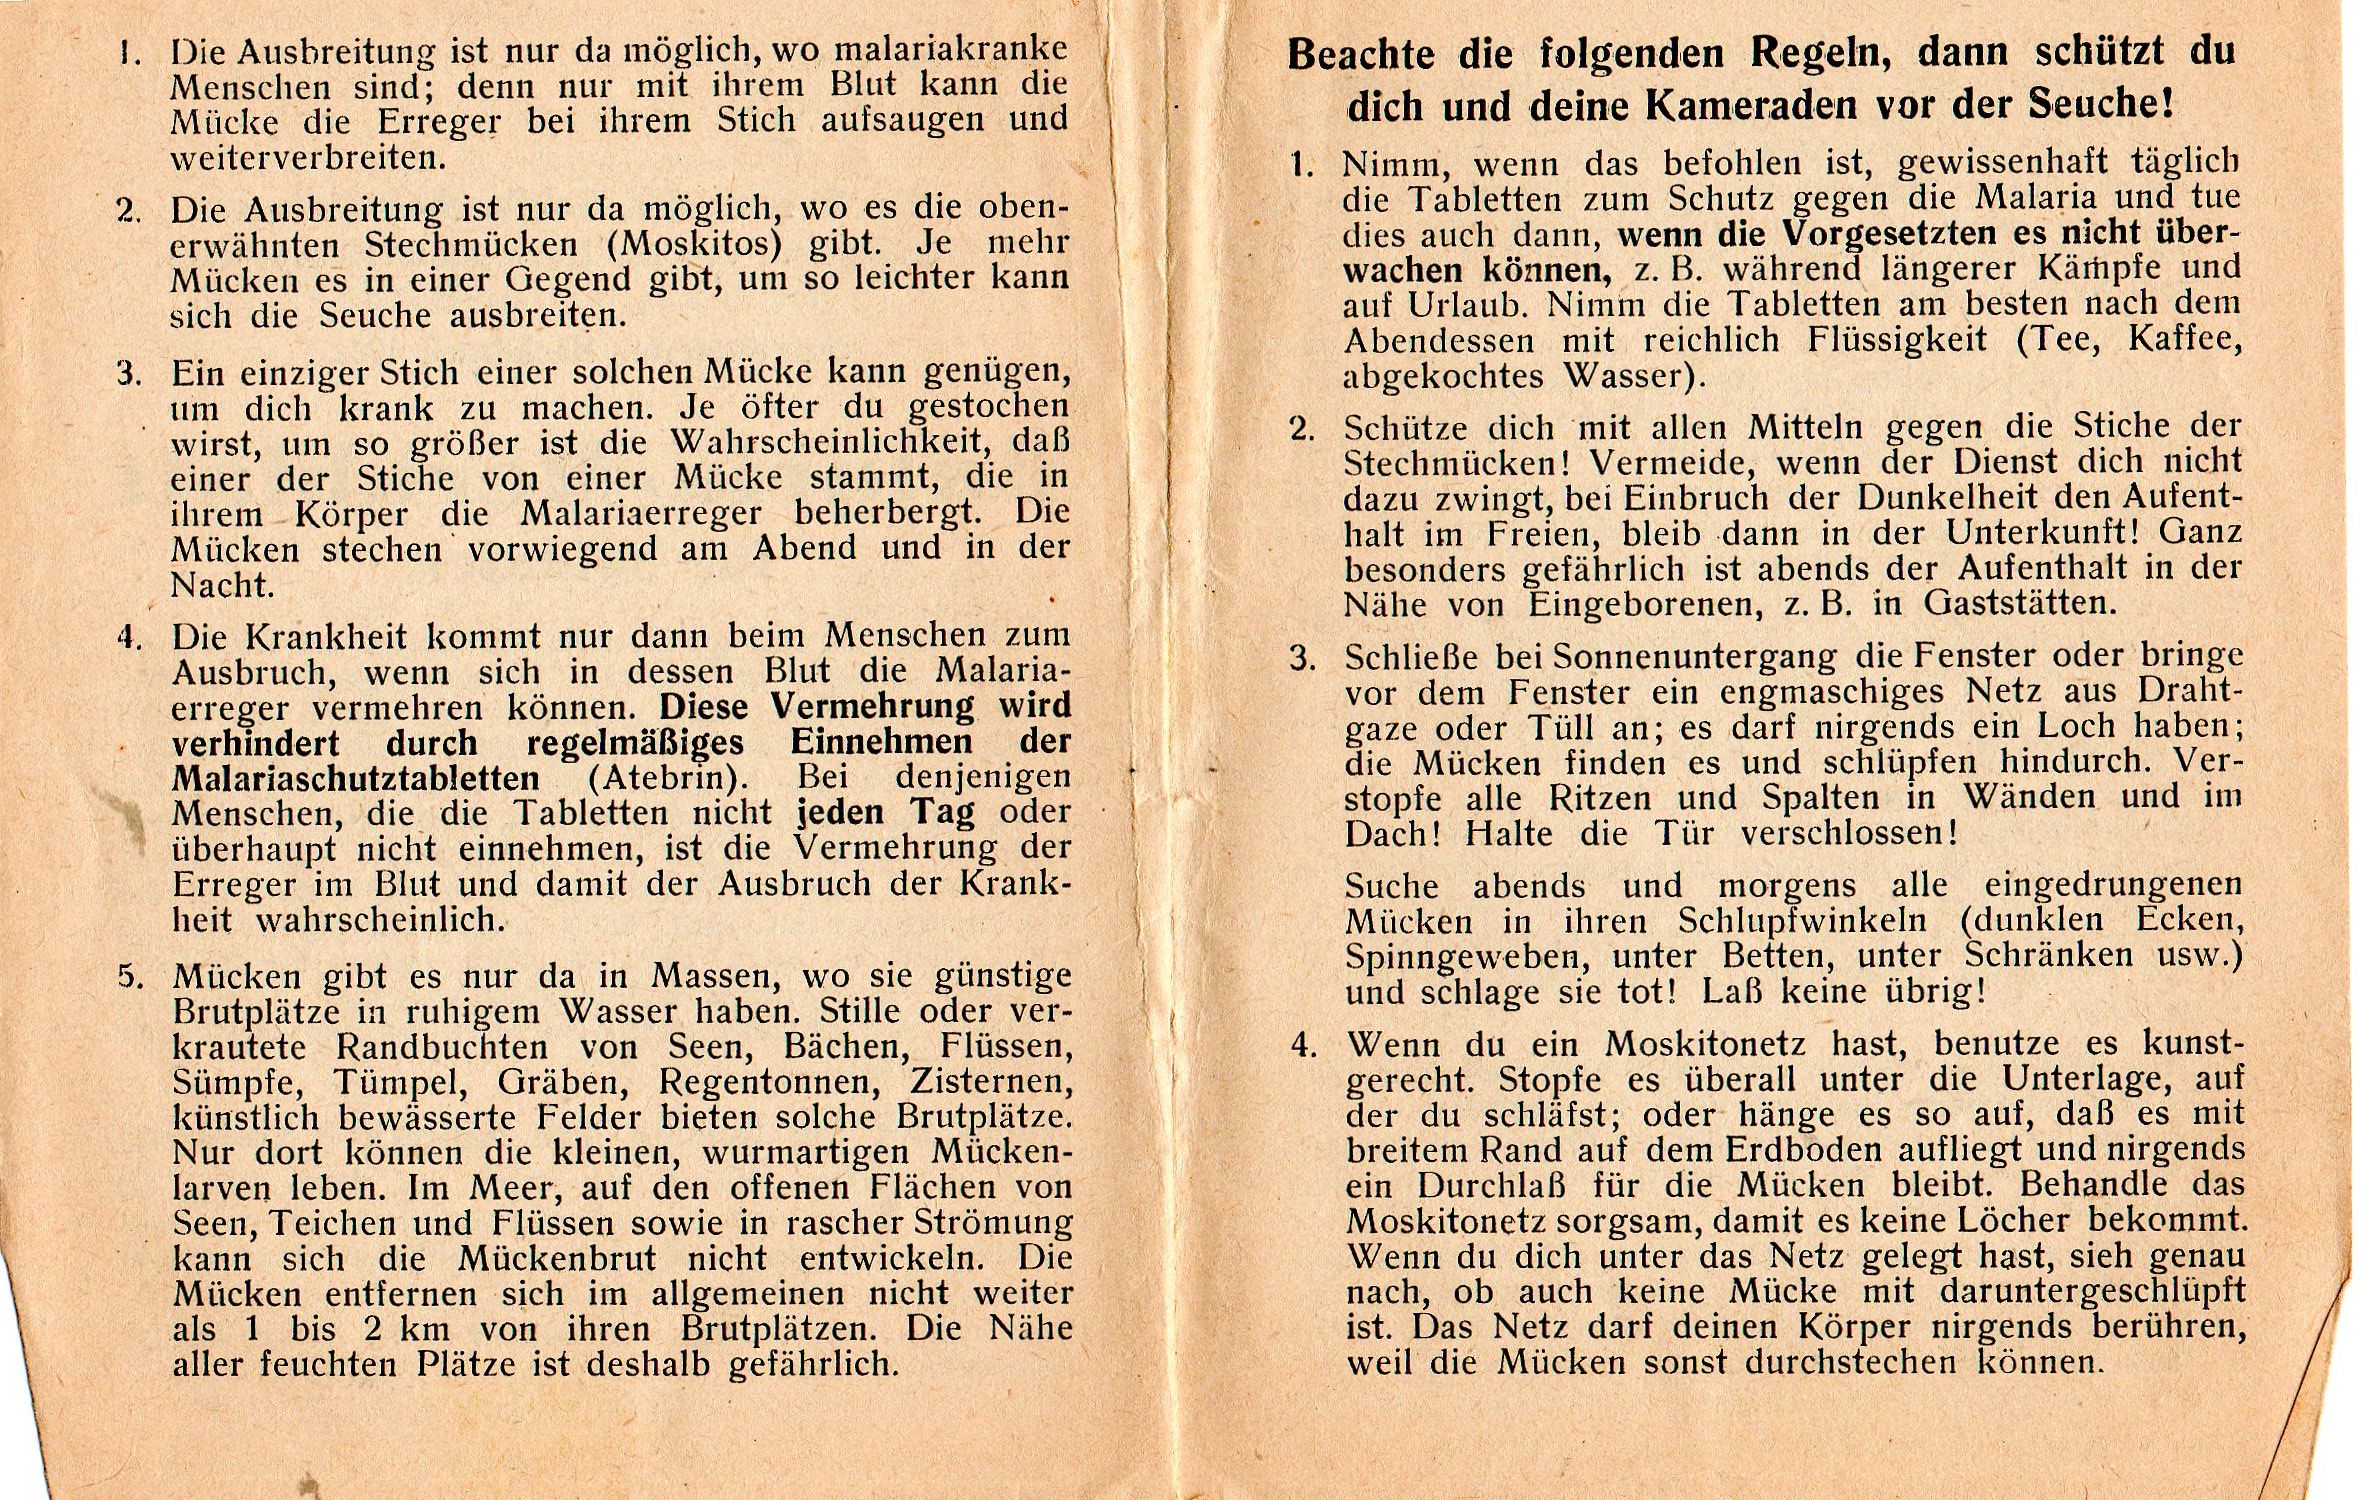 1. Die Ausbreitung ist nur da möglich, wo malariakranke
Menschen sind; denn nur mit ihrem Blut kann die
Mücke die Erreger bei ihrem Stich aufsaugen und
weiterverbreiten.
2. Die Ausbreitung ist nur da möglich, wo es die oben-
erwähnten Stechmücken (Moskitos) gibt. Je mehr
Mücken es in einer Gegend gibt, um so leichter kann
sich die Seuche ausbreiten.
3. Ein einziger Stich einer solchen Mücke kann genügen,
um dich krank zu machen. Je öfter du gestochen
wirst, um so größer ist die Wahrscheinlichkeit, daß
einer der Stiche von einer Mücke stammt, die in
ihrem Körper die Malariaerreger beherbergt. Die
Mücken stechen vorwiegend am Abend und in der
Nacht.
4. Die Krankheit kommt nur dann beim Menschen zum
Ausbruch, wenn sich in dessen Blut die Malaria-
erreger vermehren können. Diese Vermehrung wird
verhindert durch regelmäßiges Einnehmen der
Malariaschutztabletten (Atebrin). Bei denjenigen
Menschen, die die Tabletten nicht jeden Tag oder
überhaupt nicht einnehmen, ist die Vermehrung der
Erreger im Blut und damit der Ausbruch der Krank-
heit wahrscheinlich.
5. Mücken gibt es nur da in Massen, wo sie günstige
Brutplätze in ruhigem Wasser haben. Stille oder ver-
krautete Randbuchten von Seen, Bächen, Flüssen,
Sümpfe, Tümpel, Gräben, Regentonnen, Zisternen,
künstlich bewässerte Felder bieten solche Brutplätze.
Nur dort können die kleinen, wurmartigen Mücken-
larven leben. Im Meer, auf den offenen Flächen von
Seen, Teichen und Flüssen sowie in rascher Strömung
kann sich die Mückenbrut nicht entwickeln. Die
Mücken entfernen sich im allgemeinen nicht weiter
als 1 bis 2 km von ihren Brutplätzen. Die Nähe
aller feuchten Plätze ist deshalb gefährlich.
Beachte die folgenden Regeln, dann schützt du
dich und deine Kameraden vor der Seuche!
1. Nimm, wenn das befohlen ist, gewissenhaft täglich
die Tabletten zum Schutz gegen die Malaria und tue
dies auch dann, wenn die Vorgesetzten es nicht über-
wachen können, z. B. während längerer Kämpfe und
auf Urlaub. Nimm die Tabletten am besten nach dem
Abendessen mit reichlich Flüssigkeit (Tee, Kaffee,
abgekochtes Wasser).
2. Schütze dich mit allen Mitteln gegen die Stiche der
Stechmücken! Vermeide, wenn der Dienst dich nicht
dazu zwingt, bei Einbruch der Dunkelheit den Aufent-
halt im Freien, bleib dann in der Unterkunft! Ganz
besonders gefährlich ist abends der Aufenthalt in der
Nähe von Eingeborenen, z. B. in Gaststätten.
3. Schließe bei Sonnenuntergang die Fenster oder bringe
vor dem Fenster ein engmaschiges Netz aus Draht-
gaze oder Tüll an; es darf nirgends ein Loch haben;
die Mücken finden es und schlüpfen hindurch. Ver-
stopfe alle Ritzen und Spalten in Wänden und im
Dach! Halte die Tür verschlossen!
Suche abends und morgens alle eingedrungenen
Mücken in ihren Schlupfwinkeln (dunklen Ecken,
Spinngeweben, unter Betten, unter Schränken usw.)
und schlage sie tot! Laß keine übrig!
4. Wenn du ein Moskitonetz hast, benutze es kunst-
gerecht. Stopfe es überall unter die Unterlage, auf
der du schläfst; oder hänge es so auf, daß es mit
breitem Rand auf dem Erdboden aufliegt und nirgends
ein Durchlaß für die Mücken bleibt. Behandle das
Moskitonetz sorgsam, damit es keine Löcher bekommt.
Wenn du dich unter das Netz gelegt hast, sieh genau
nach, ob auch keine Mücke mit daruntergeschlüpft
ist. Das Netz darf deinen Körper nirgends berühren,
weil die Mücken sonst durchstechen können.